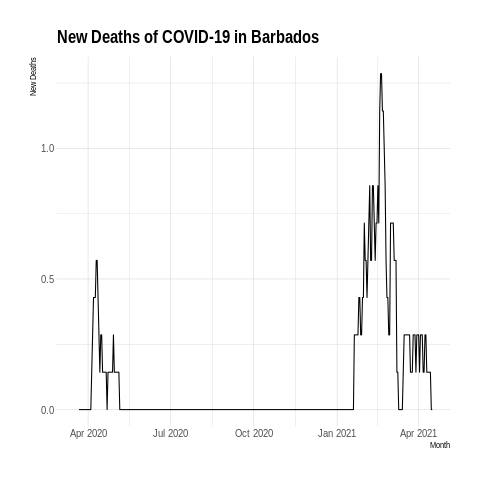 New Deaths of COVID-19 in Barbados
New Deaths
1.0
0.5
0.0
Apr 2020
Jul 2020
Oct 2020
Jan 2021
Apr 2021
Month